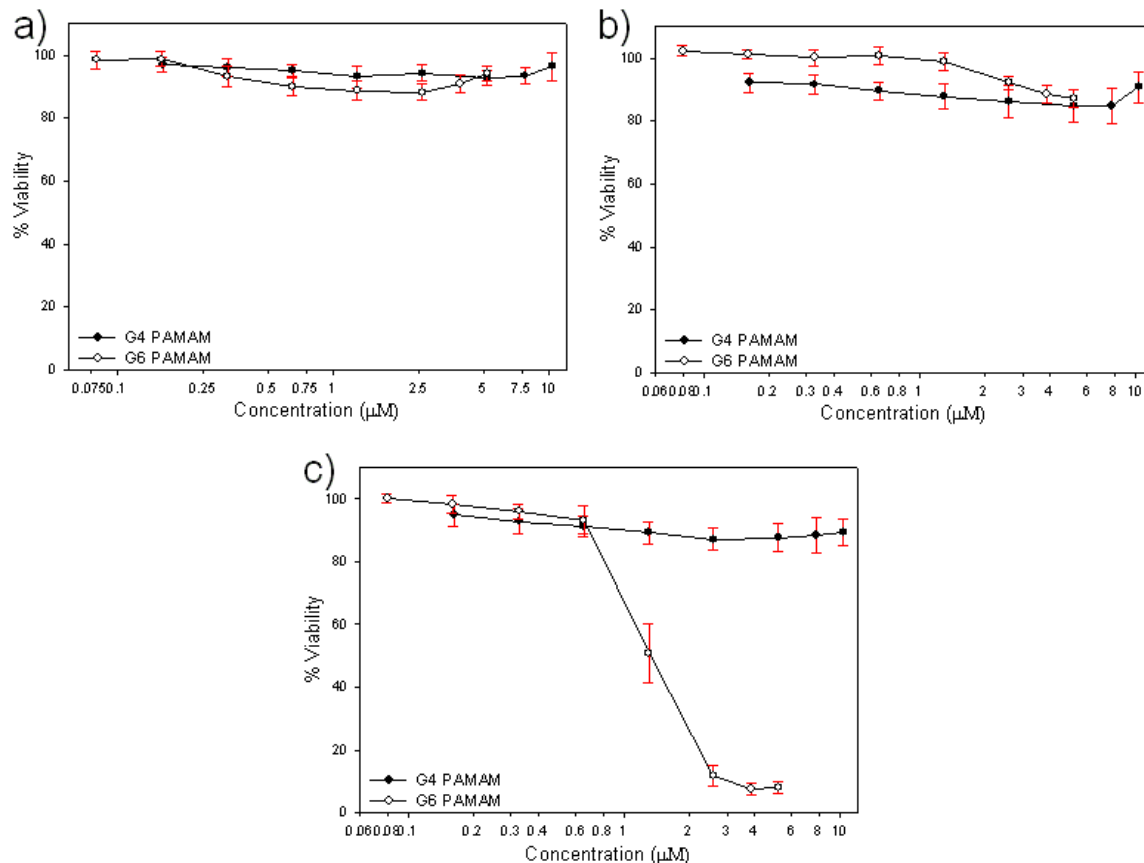 a)
% Viability
100
80
60
40
20
0
G4 PAMAM
G6 PAMAM
0.075 0.1 0.25 0.5 0.75 1 2.5 5 7.5 10
Concentration (μM)
b)
% Viability
100
80
60
40
20
0
G4 PAMAM
G6 PAMAM
0.06 0.08 0.1 0.2 0.4 0.6 0.8 1 2 4 6 8 10
Concentration (μM)
c)
% Viability
100
80
60
40
20
0
G4 PAMAM
G6 PAMAM
0.06 0.08 0.1 0.2 0.3 0.4 0.6 0.8 1 2 3 4 6 8 10
Concentration (μM)